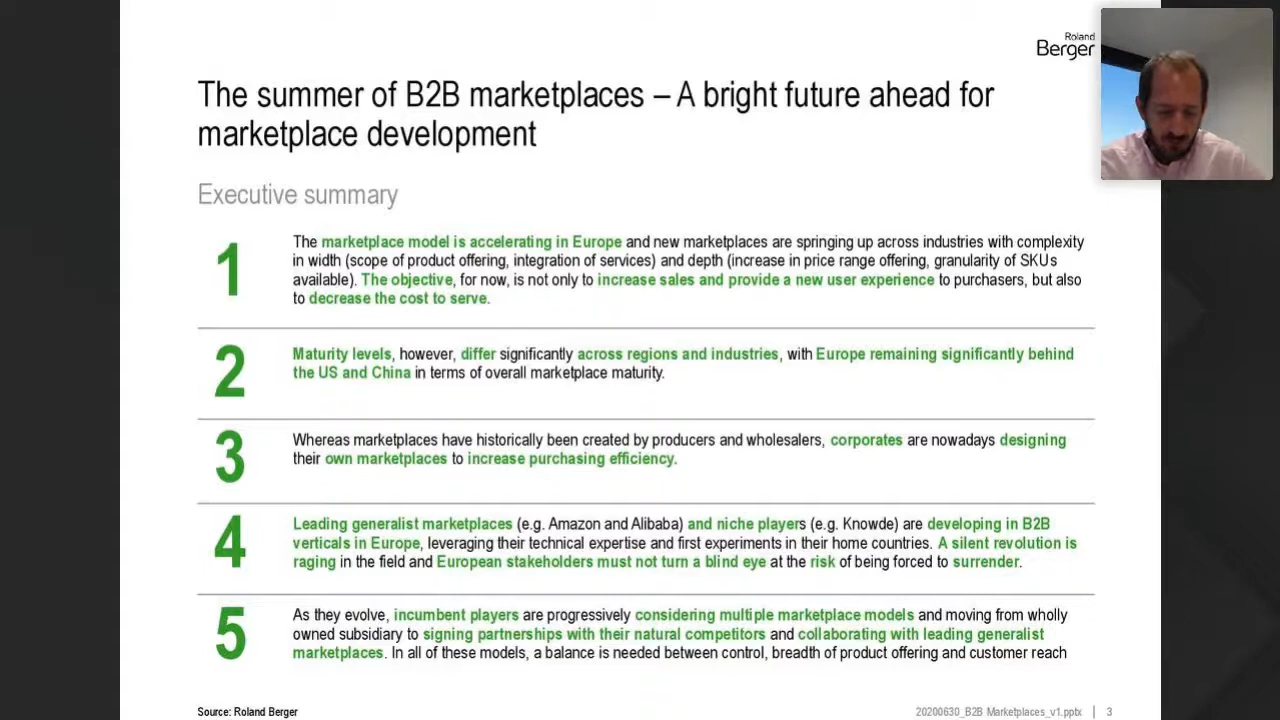 Roland
Berger
The summer of B2B marketplaces – A bright future ahead for
marketplace development
Executive summary
1
The marketplace model is accelerating in Europe and new marketplaces are springing up across industries with complexity
in width (scope of product offering, integration of services) and depth (increase in price range offering, granularity of SKUs
available). The objective, for now, is not only to increase sales and provide a new user experience to purchasers, but also
to decrease the cost to serve.
2
Maturity levels, however, differ significantly across regions and industries, with Europe remaining significantly behind
the US and China in terms of overall marketplace maturity.
3
Whereas marketplaces have historically been created by producers and wholesalers, corporates are nowadays designing
their own marketplaces to increase purchasing efficiency.
4
Leading generalist marketplaces (e.g. Amazon and Alibaba) and niche players (e.g. Knowde) are developing in B2B
verticals in Europe, leveraging their technical expertise and first experiments in their home countries. A silent revolution is
raging in the field and European stakeholders must not turn a blind eye at the risk of being forced to surrender.
5
As they evolve, incumbent players are progressively considering multiple marketplace models and moving from wholly
owned subsidiary to signing partnerships with their natural competitors and collaborating with leading generalist
marketplaces. In all of these models, a balance is needed between control, breadth of product offering and customer reach
Source: Roland Berger
20200630_B2B Marketplaces_v1.pptx | 3